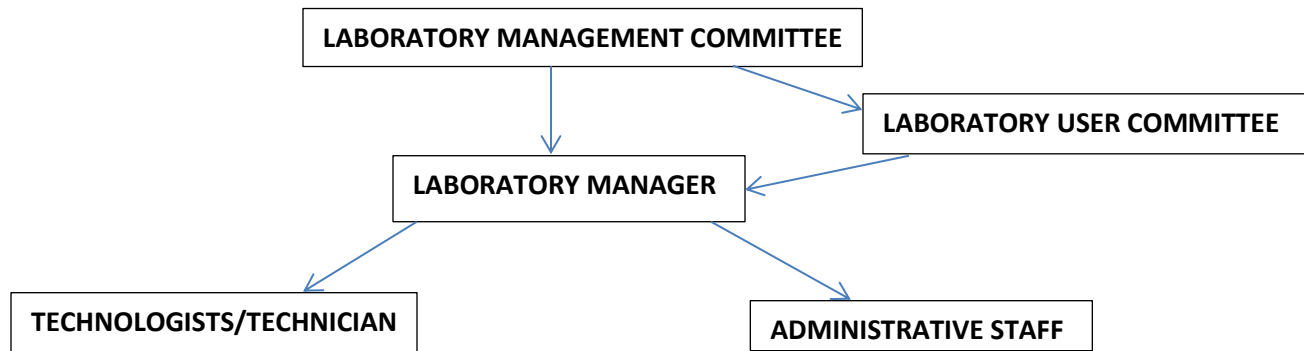 LABORATORY MANAGEMENT COMMITTEE
LABORATORY USER COMMITTEE
LABORATORY MANAGER
TECHNOLOGISTS/TECHNICIAN
ADMINISTRATIVE STAFF